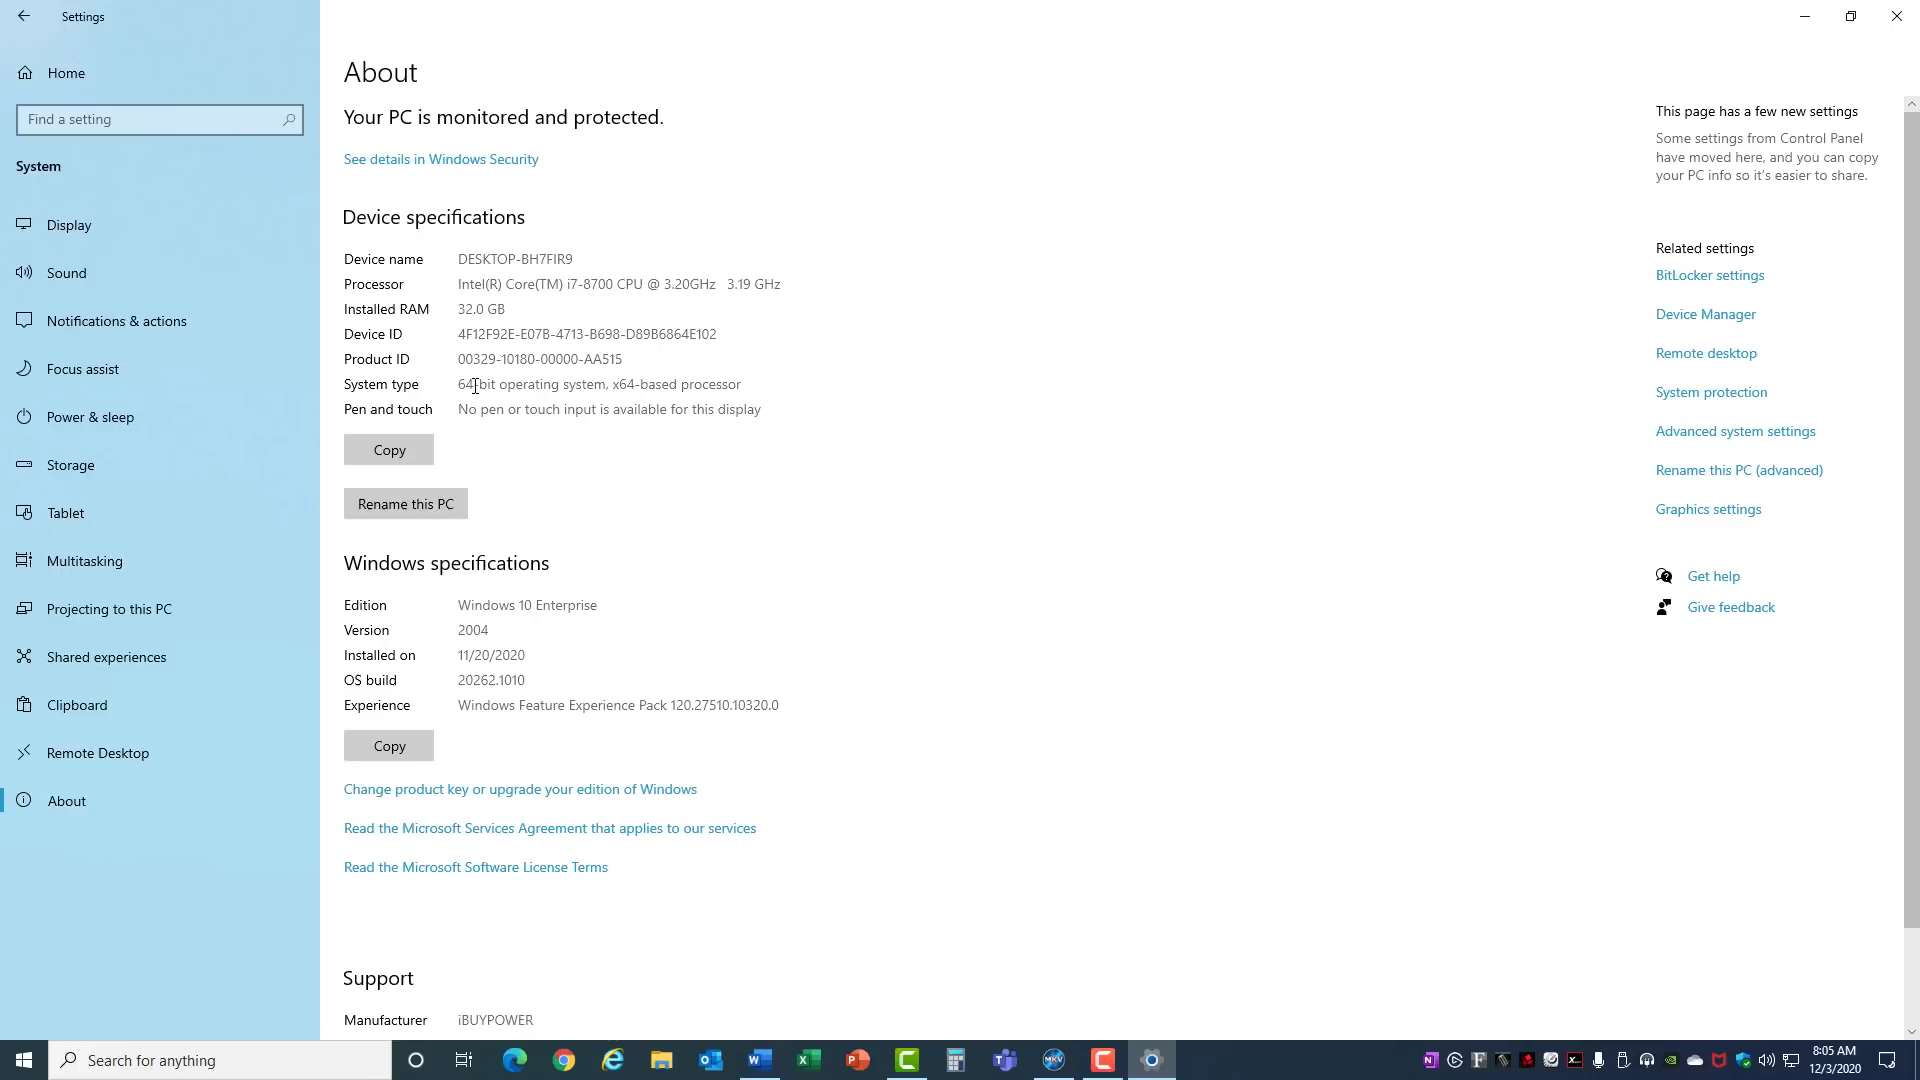 Settings
Home
Find a setting
System
Display
Sound
Notifications & actions
Focus assist
Power & sleep
Storage
Tablet
Multitasking
Projecting to this PC
Shared experiences
Clipboard
Remote Desktop
About
About
Your PC is monitored and protected.
See details in Windows Security
Device specifications
Device name DESKTOP-BH7FIR9
Processor Intel(R) Core(TM) i7-8700 CPU @ 3.20GHz 3.19 GHz
Installed RAM 32.0 GB
Device ID 4F12F92E-E07B-4713-B698-D89B6864E102
Product ID 00329-10180-00000-AA515
System type 64-bit operating system, x64-based processor
Pen and touch No pen or touch input is available for this display
Copy
Rename this PC
Windows specifications
Edition Windows 10 Enterprise
Version 2004
Installed on 11/20/2020
OS build 20262.1010
Experience Windows Feature Experience Pack 120.27510.10320.0
Copy
Change product key or upgrade your edition of Windows
Read the Microsoft Services Agreement that applies to our services
Read the Microsoft Software License Terms
Support
Manufacturer iBUYPOWER
This page has a few new settings
Some settings from Control Panel
have moved here, and you can copy
your PC info so it's easier to share.
Related settings
BitLocker settings
Device Manager
Remote desktop
System protection
Advanced system settings
Rename this PC (advanced)
Graphics settings
Get help
Give feedback
Search for anything
8:05 AM
12/3/2020